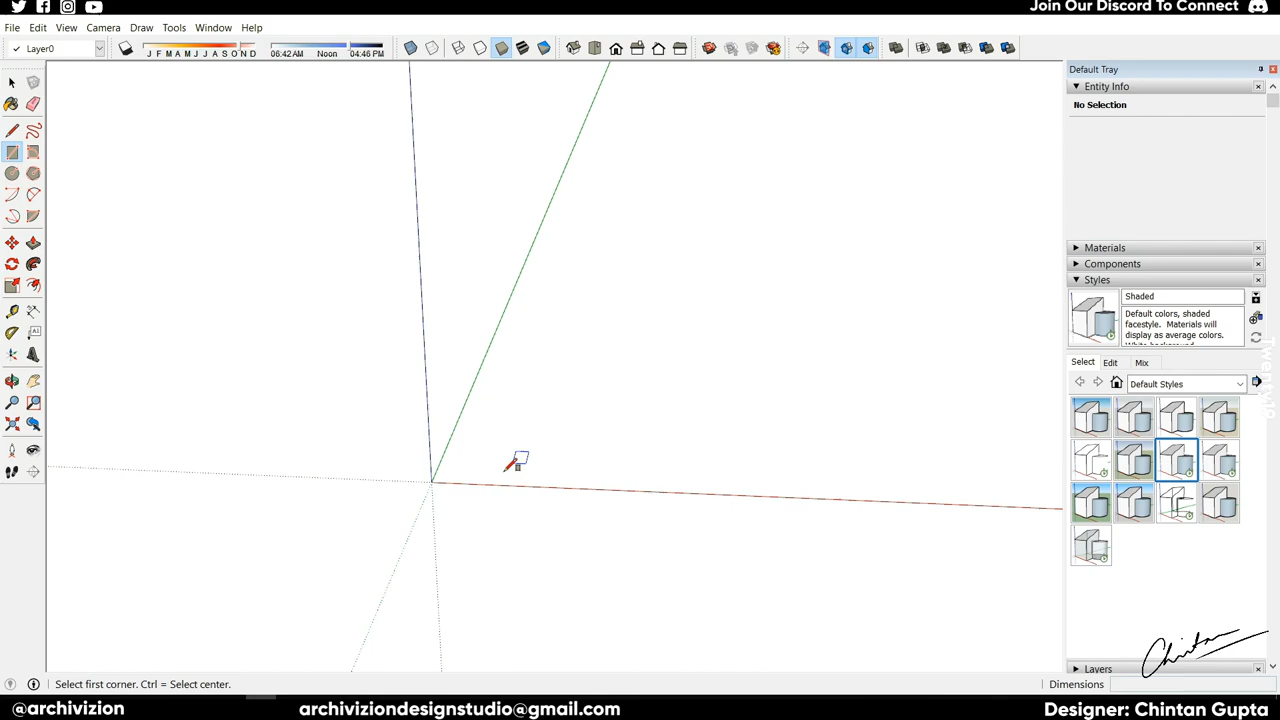 Join Our Discord To Connect
File Edit View Camera Draw Tools Window Help
Layer0
J F M A M J J A S O N D
06:42 AM Noon 04:46 PM
Default Tray
Entity Info
No Selection
Materials
Components
Styles
Shaded
Default colors, shaded
facestyle. Materials will
display as average colors.
White background.
Select Edit Mix
Default Styles
Layers
Select first corner. Ctrl = Select center.
Dimensions
@archivizion
archiviziondesignstudio@gmail.com
Designer: Chintan Gupta